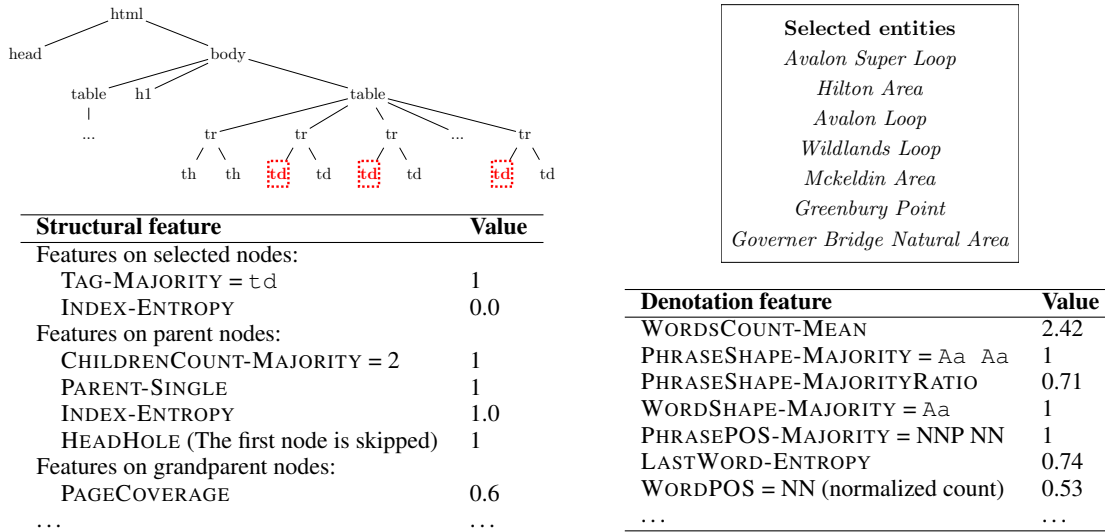 html
head body
table h1 table
... tr tr tr ... tr
th th td td td td td td
Structural feature Value
Features on selected nodes:
TAG-MAJORITY = td 1
INDEX-ENTROPY 0.0
Features on parent nodes:
CHILDRENCOUNT-MAJORITY = 2 1
PARENT-SINGLE 1
INDEX-ENTROPY 1.0
HEADHOLE (The first node is skipped) 1
Features on grandparent nodes:
PAGECOVERAGE 0.6
... ...
Selected entities
Avalon Super Loop
Hilton Area
Avalon Loop
Wildlands Loop
Mckeldin Area
Greenbury Point
Governer Bridge Natural Area
Denotation feature Value
WORDSCOUNT-MEAN 2.42
PHRASESHAPE-MAJORITY = Aa Aa 1
PHRASESHAPE-MAJORITYRATIO 0.71
WORDSHAPE-MAJORITY = Aa 1
PHRASEPOS-MAJORITY = NNP NN 1
LASTWORD-ENTROPY 0.74
WORDPOS = NN (normalized count) 0.53
... ...